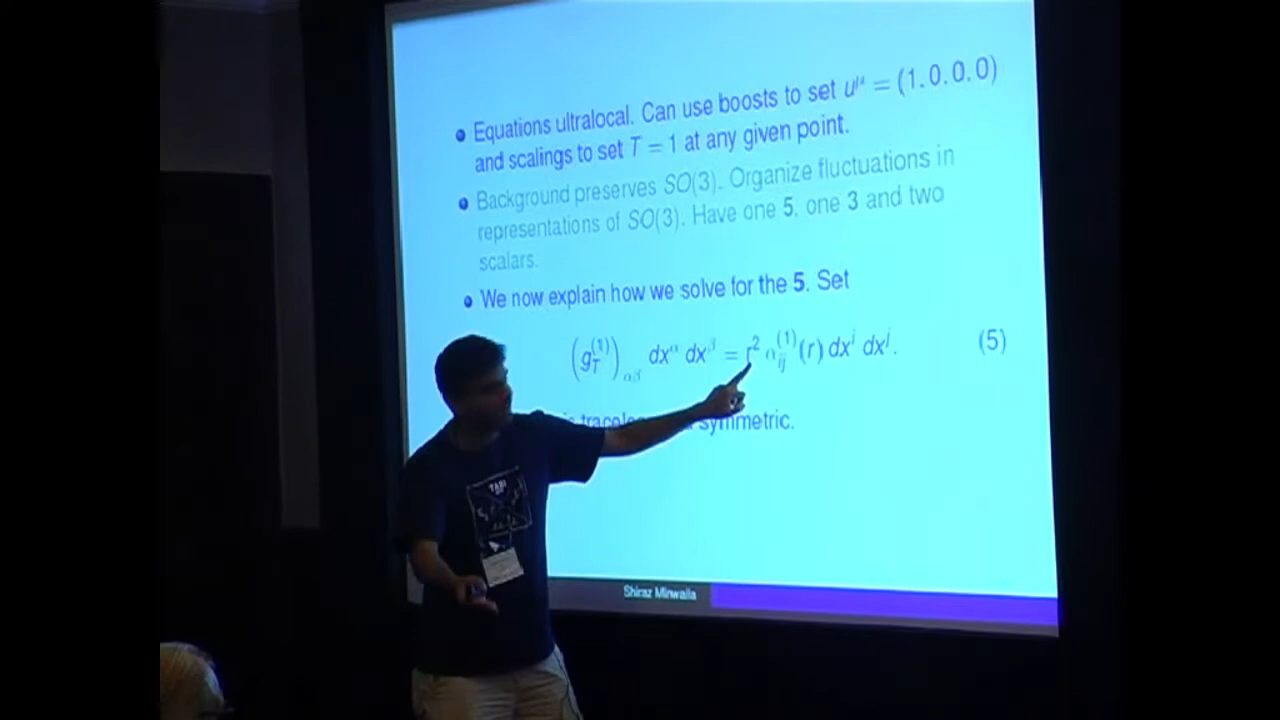 • Equations ultralocal. Can use boosts to set u^μ = (1.0.0.0)
and scalings to set T = 1 at any given point.
• Background preserves SO(3). Organize fluctuations in
representations of SO(3). Have one 5. one 3 and two
scalars.
• We now explain how we solve for the 5. Set
(g_T^{(1)})_{αβ} dx^α dx^β = r^2 α_{ij}^{(1)}(r) dx^i dx^j. (5)
symmetric.
Shiraz Minwalla